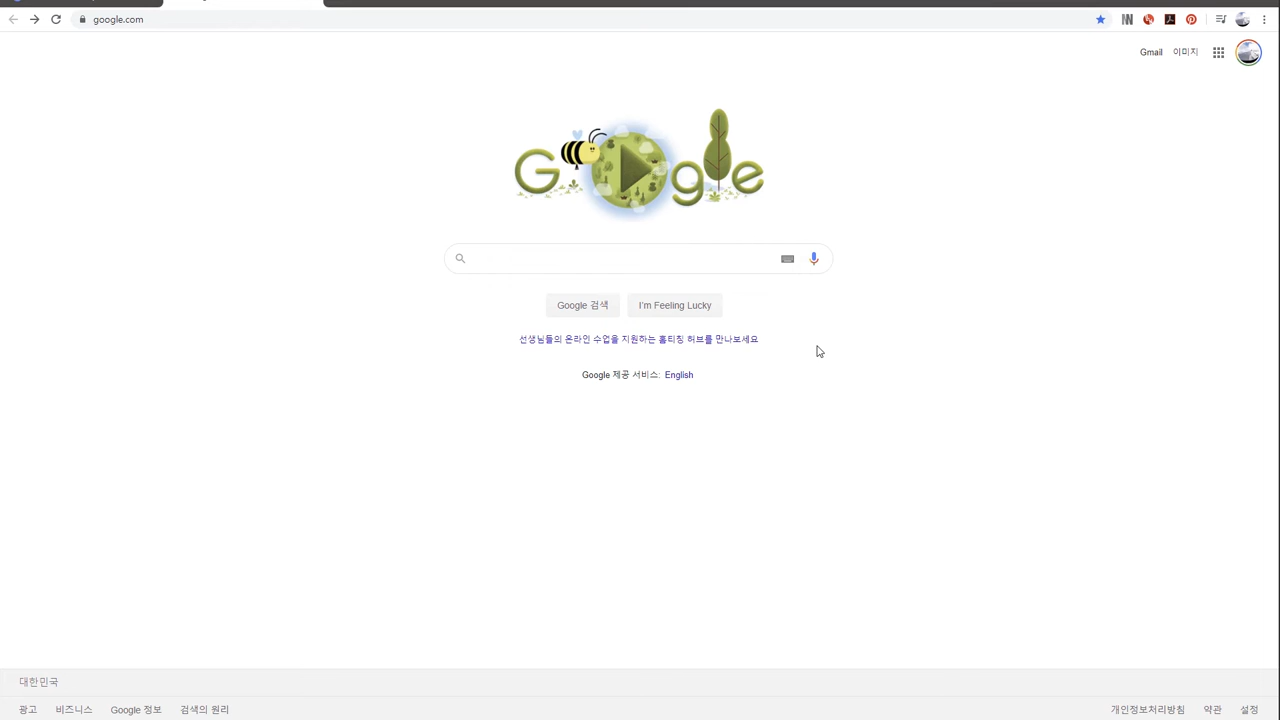 google.com
Gmail 이미지
Google
Google 검색 I'm Feeling Lucky
선생님들의 온라인 수업을 지원하는 홈티칭 허브를 만나보세요
Google 제공 서비스: English
대한민국
광고 비즈니스 Google 정보 검색의 원리 개인정보처리방침 약관 설정